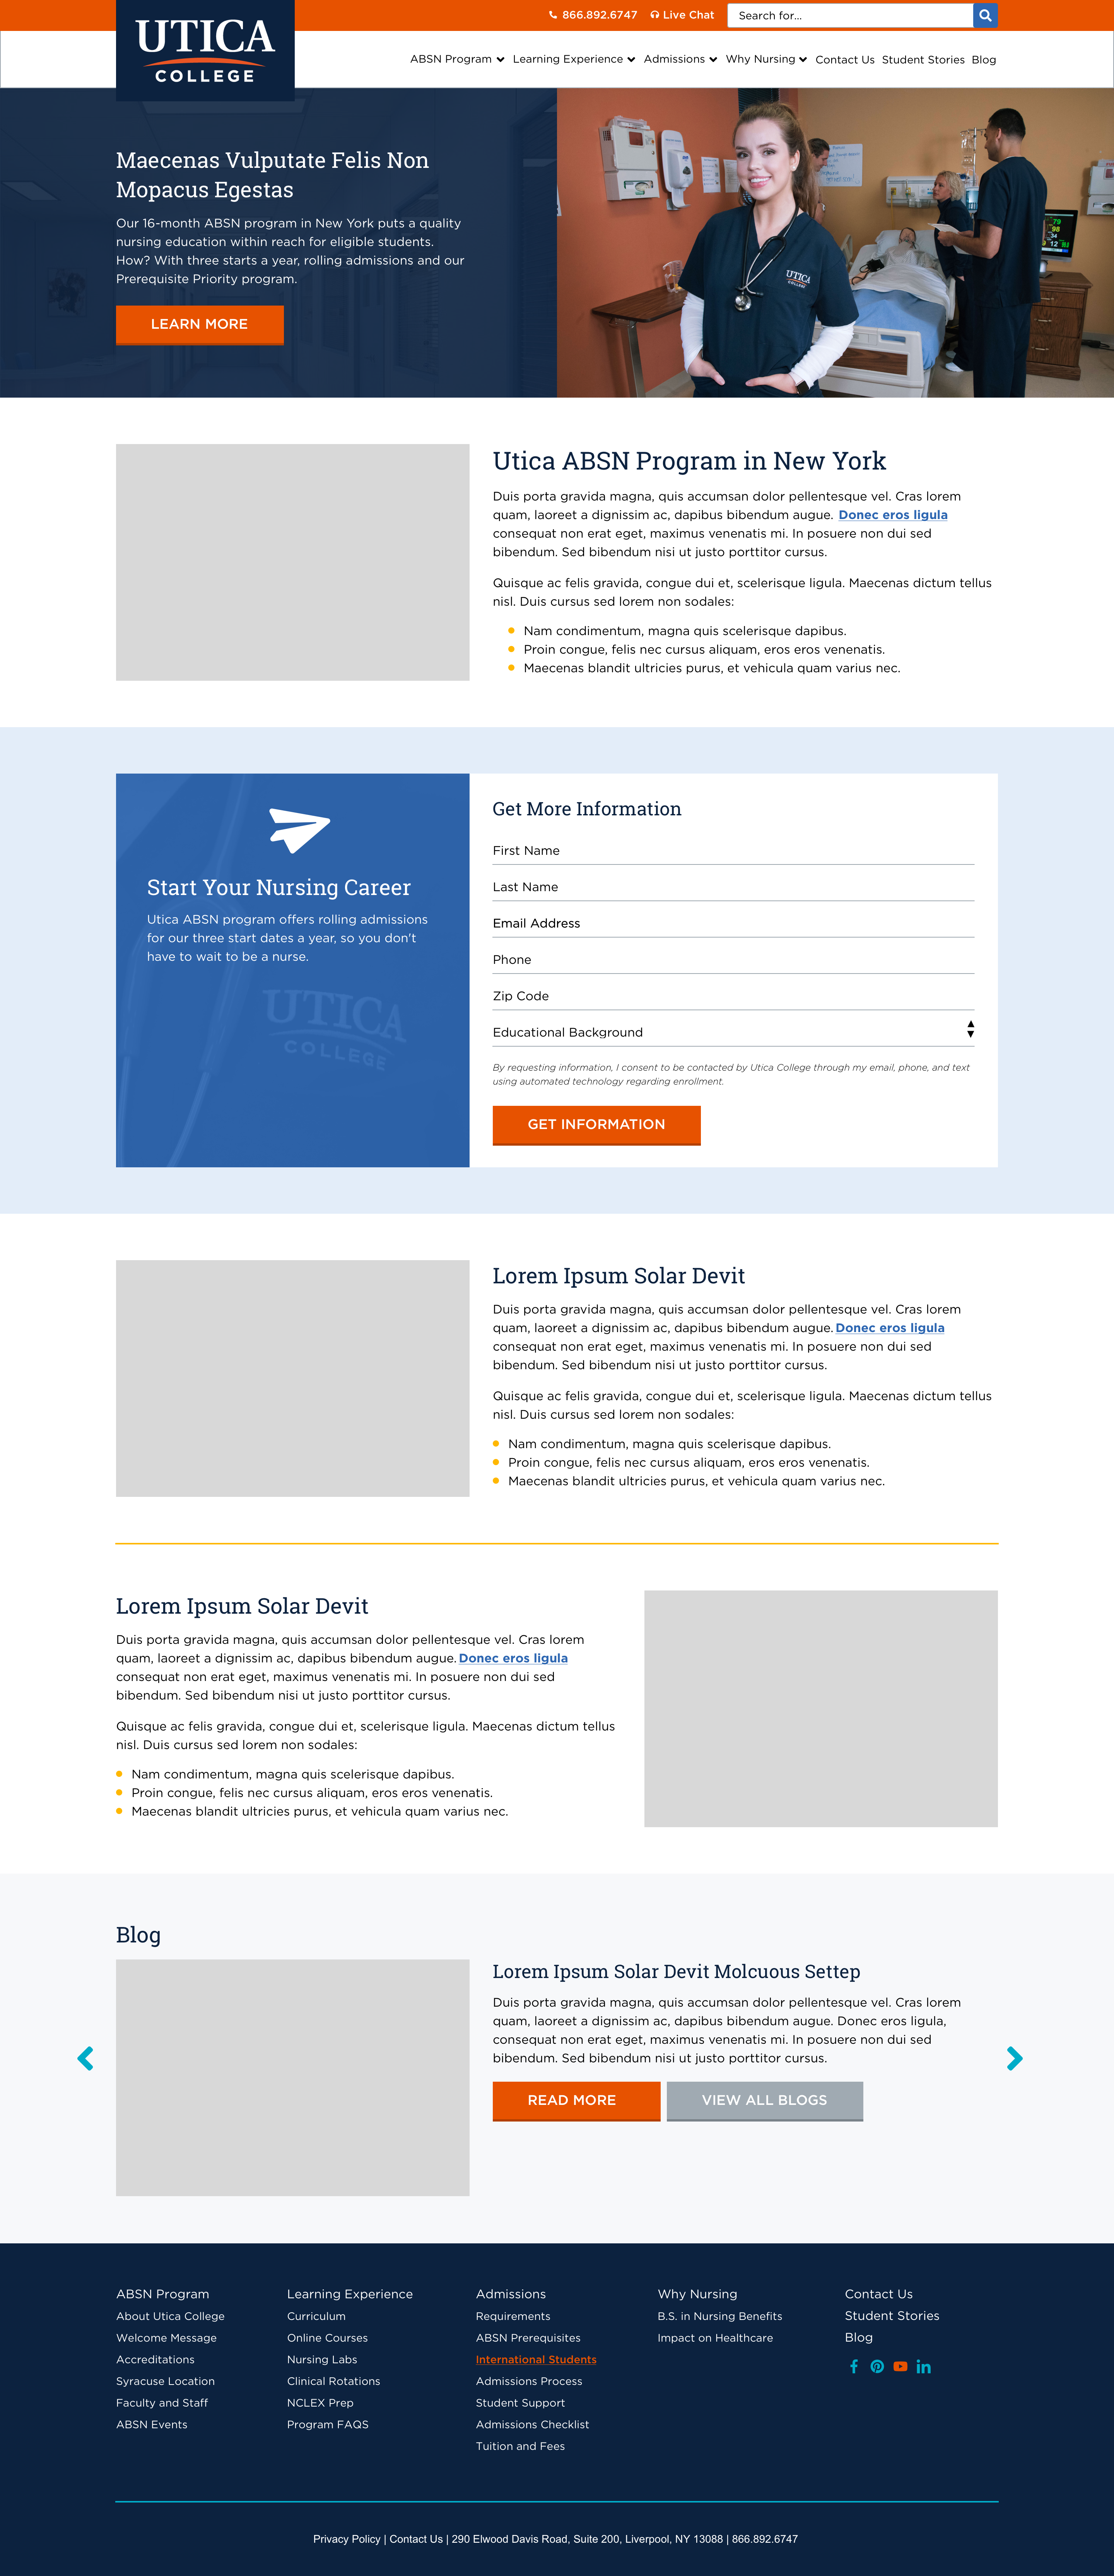 866.892.6747 Live Chat Search for...
UTICA
COLLEGE
ABSN Program Learning Experience Admissions Why Nursing Contact Us Student Stories Blog
Maecenas Vulputate Felis Non
Mopacus Egestas
Our 16-month ABSN program in New York puts a quality
nursing education within reach for eligible students.
How? With three starts a year, rolling admissions and our
Prerequisite Priority program.
LEARN MORE
UTICA
COLLEGE
79
98
34
12
Utica ABSN Program in New York
Duis porta gravida magna, quis accumsan dolor pellentesque vel. Cras lorem
quam, laoreet a dignissim ac, dapibus bibendum augue. Donec eros ligula
consequat non erat eget, maximus venenatis mi. In posuere non dui sed
bibendum. Sed bibendum nisi ut justo porttitor cursus.
Quisque ac felis gravida, congue dui et, scelerisque ligula. Maecenas dictum tellus
nisl. Duis cursus sed lorem non sodales:
Nam condimentum, magna quis scelerisque dapibus.
Proin congue, felis nec cursus aliquam, eros eros venenatis.
Maecenas blandit ultricies purus, et vehicula quam varius nec.
Start Your Nursing Career
Utica ABSN program offers rolling admissions
for our three start dates a year, so you don't
have to wait to be a nurse.
UTICA
COLLEGE
Get More Information
First Name
Last Name
Email Address
Phone
Zip Code
Educational Background
By requesting information, I consent to be contacted by Utica College through my email, phone, and text
using automated technology regarding enrollment.
GET INFORMATION
Lorem Ipsum Solar Devit
Duis porta gravida magna, quis accumsan dolor pellentesque vel. Cras lorem
quam, laoreet a dignissim ac, dapibus bibendum augue. Donec eros ligula
consequat non erat eget, maximus venenatis mi. In posuere non dui sed
bibendum. Sed bibendum nisi ut justo porttitor cursus.
Quisque ac felis gravida, congue dui et, scelerisque ligula. Maecenas dictum tellus
nisl. Duis cursus sed lorem non sodales:
Nam condimentum, magna quis scelerisque dapibus.
Proin congue, felis nec cursus aliquam, eros eros venenatis.
Maecenas blandit ultricies purus, et vehicula quam varius nec.
Lorem Ipsum Solar Devit
Duis porta gravida magna, quis accumsan dolor pellentesque vel. Cras lorem
quam, laoreet a dignissim ac, dapibus bibendum augue. Donec eros ligula
consequat non erat eget, maximus venenatis mi. In posuere non dui sed
bibendum. Sed bibendum nisi ut justo porttitor cursus.
Quisque ac felis gravida, congue dui et, scelerisque ligula. Maecenas dictum tellus
nisl. Duis cursus sed lorem non sodales:
Nam condimentum, magna quis scelerisque dapibus.
Proin congue, felis nec cursus aliquam, eros eros venenatis.
Maecenas blandit ultricies purus, et vehicula quam varius nec.
Blog
Lorem Ipsum Solar Devit Molcuous Settep
Duis porta gravida magna, quis accumsan dolor pellentesque vel. Cras lorem
quam, laoreet a dignissim ac, dapibus bibendum augue. Donec eros ligula,
consequat non erat eget, maximus venenatis mi. In posuere non dui sed
bibendum. Sed bibendum nisi ut justo porttitor cursus.
READ MORE VIEW ALL BLOGS
ABSN Program
About Utica College
Welcome Message
Accreditations
Syracuse Location
Faculty and Staff
ABSN Events
Learning Experience
Curriculum
Online Courses
Nursing Labs
Clinical Rotations
NCLEX Prep
Program FAQS
Admissions
Requirements
ABSN Prerequisites
International Students
Admissions Process
Student Support
Admissions Checklist
Tuition and Fees
Why Nursing
B.S. in Nursing Benefits
Impact on Healthcare
Contact Us
Student Stories
Blog
Privacy Policy | Contact Us | 290 Elwood Davis Road, Suite 200, Liverpool, NY 13088 | 866.892.6747